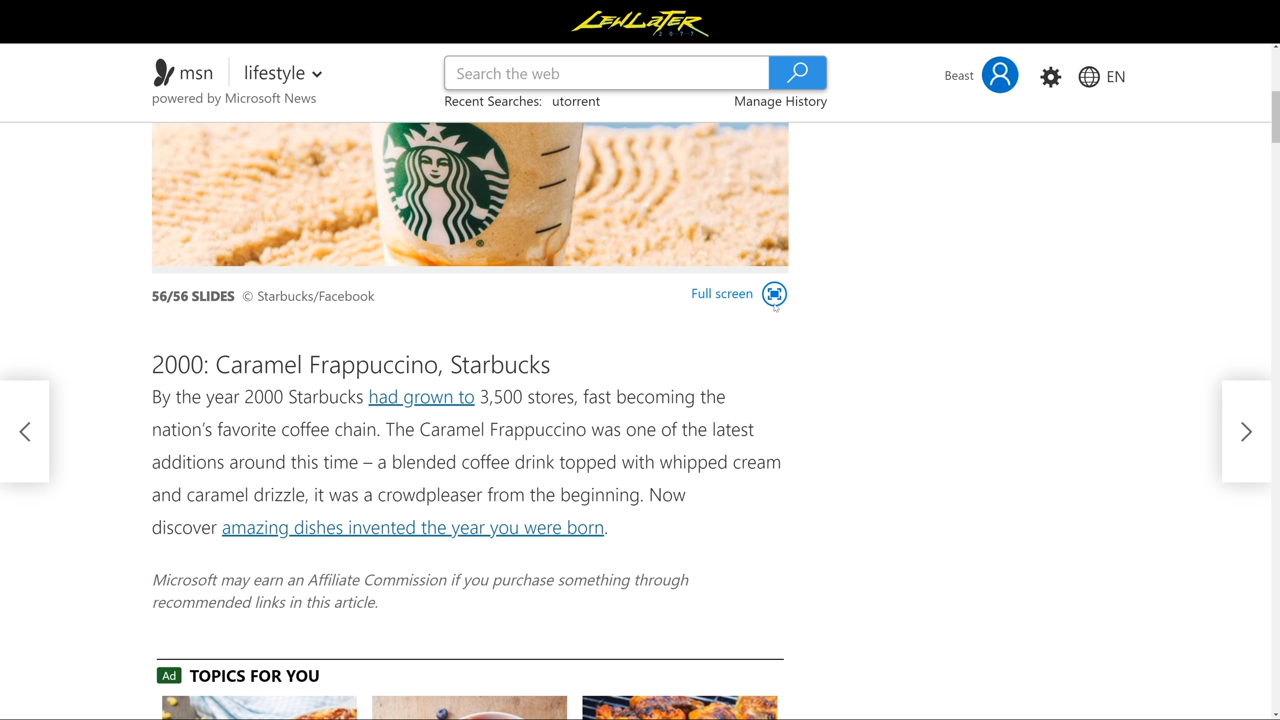 LEWLATER
2077
msn
lifestyle
powered by Microsoft News
Search the web
Recent Searches: utorrent
Manage History
Beast
EN
56/56 SLIDES © Starbucks/Facebook
Full screen
2000: Caramel Frappuccino, Starbucks
By the year 2000 Starbucks had grown to 3,500 stores, fast becoming the
nation’s favorite coffee chain. The Caramel Frappuccino was one of the latest
additions around this time – a blended coffee drink topped with whipped cream
and caramel drizzle, it was a crowdpleaser from the beginning. Now
discover amazing dishes invented the year you were born.
Microsoft may earn an Affiliate Commission if you purchase something through
recommended links in this article.
Ad TOPICS FOR YOU